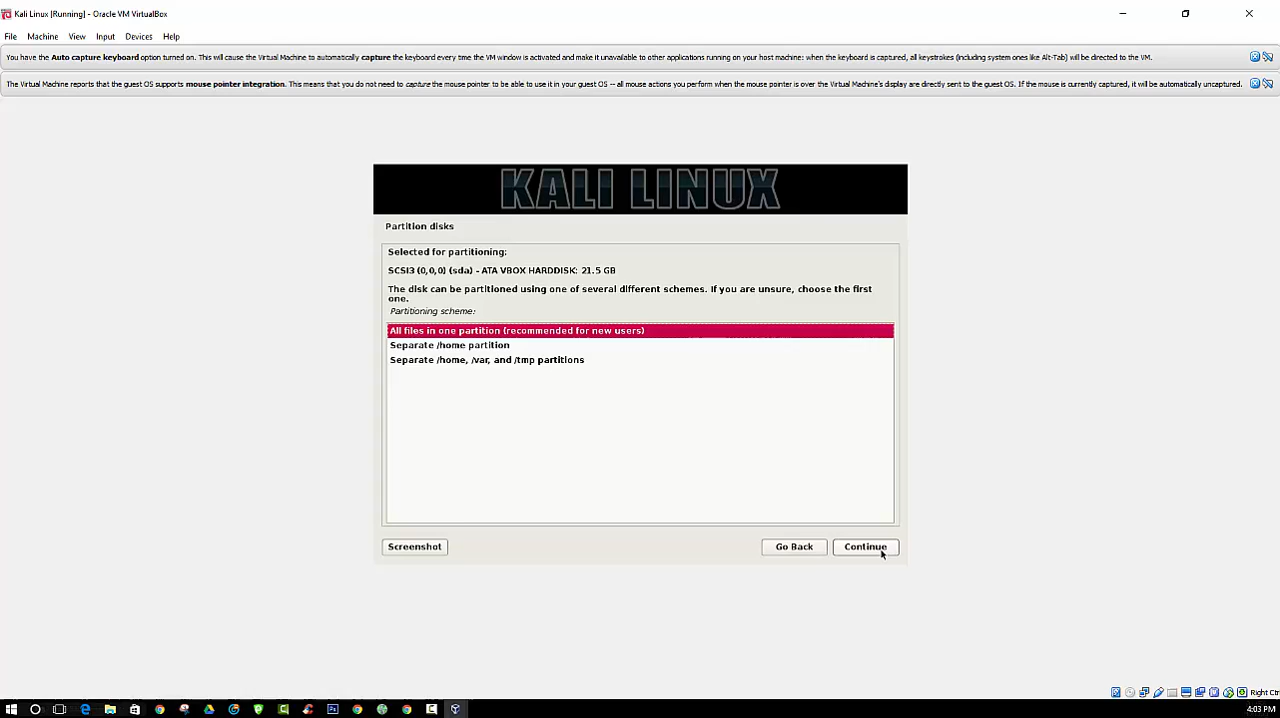 Kali Linux [Running] - Oracle VM VirtualBox
File Machine View Input Devices Help
You have the Auto capture keyboard option turned on. This will cause the Virtual Machine to automatically capture the keyboard every time the VM window is activated and make it unavailable to other applications running on your host machine: when the keyboard is captured, all keystrokes (including system ones like Alt-Tab) will be directed to the VM.
The Virtual Machine reports that the guest OS supports mouse pointer integration. This means that you do not need to capture the mouse pointer to be able to use it in your guest OS -- all mouse actions you perform when the mouse pointer is over the Virtual Machine's display are directly sent to the guest OS. If the mouse is currently captured, it will be automatically uncaptured.
KALI LINUX
Partition disks
Selected for partitioning:
SCSI3 (0,0,0) (sda) - ATA VBOX HARDDISK: 21.5 GB
The disk can be partitioned using one of several different schemes. If you are unsure, choose the first
one.
Partitioning scheme:
All files in one partition (recommended for new users)
Separate /home partition
Separate /home, /var, and /tmp partitions
Screenshot Go Back Continue
Right Ctr
4:03 PM